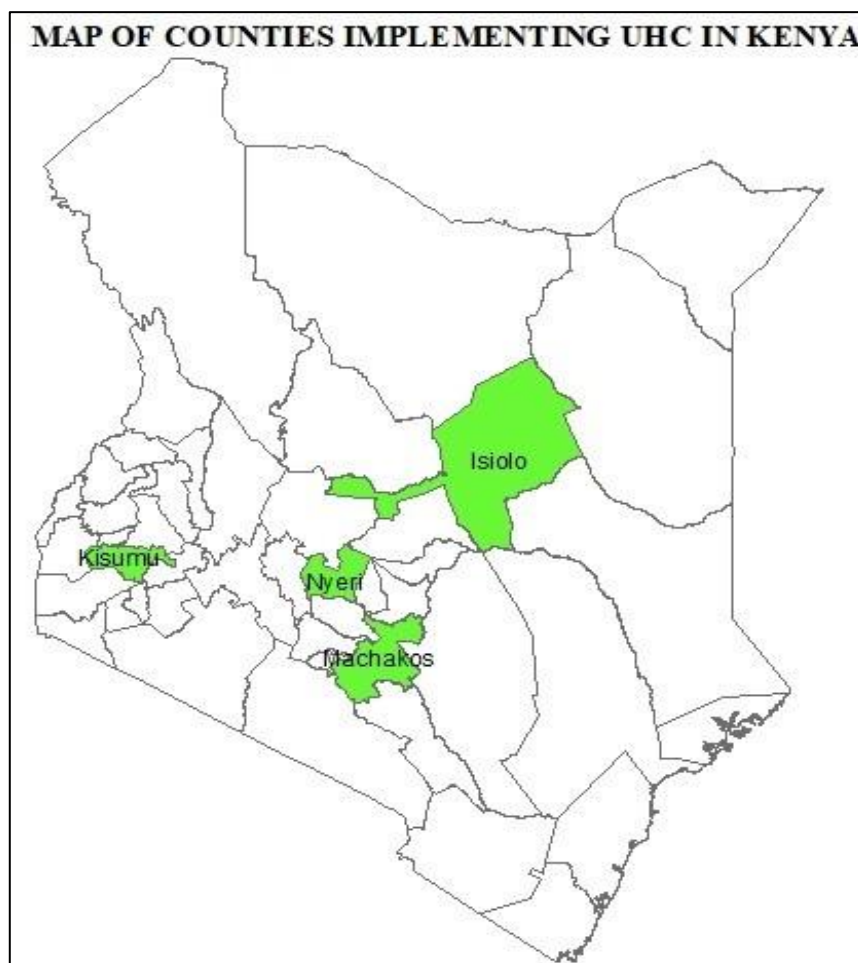 MAP OF COUNTIES IMPLEMENTING UHC IN KENYA
Isiolo
Kisumu
Nyeri
Machakos